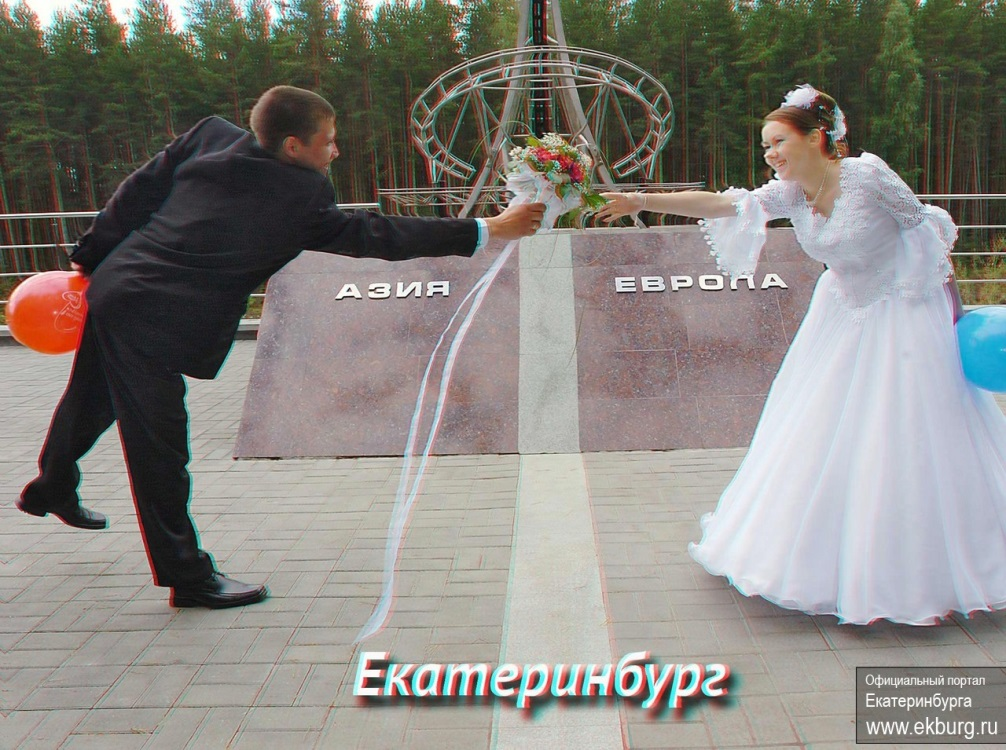 АЗИЯ ЕВРОПА
Екатеринбург
Официальный портал
Екатеринбурга
www.ekburg.ru